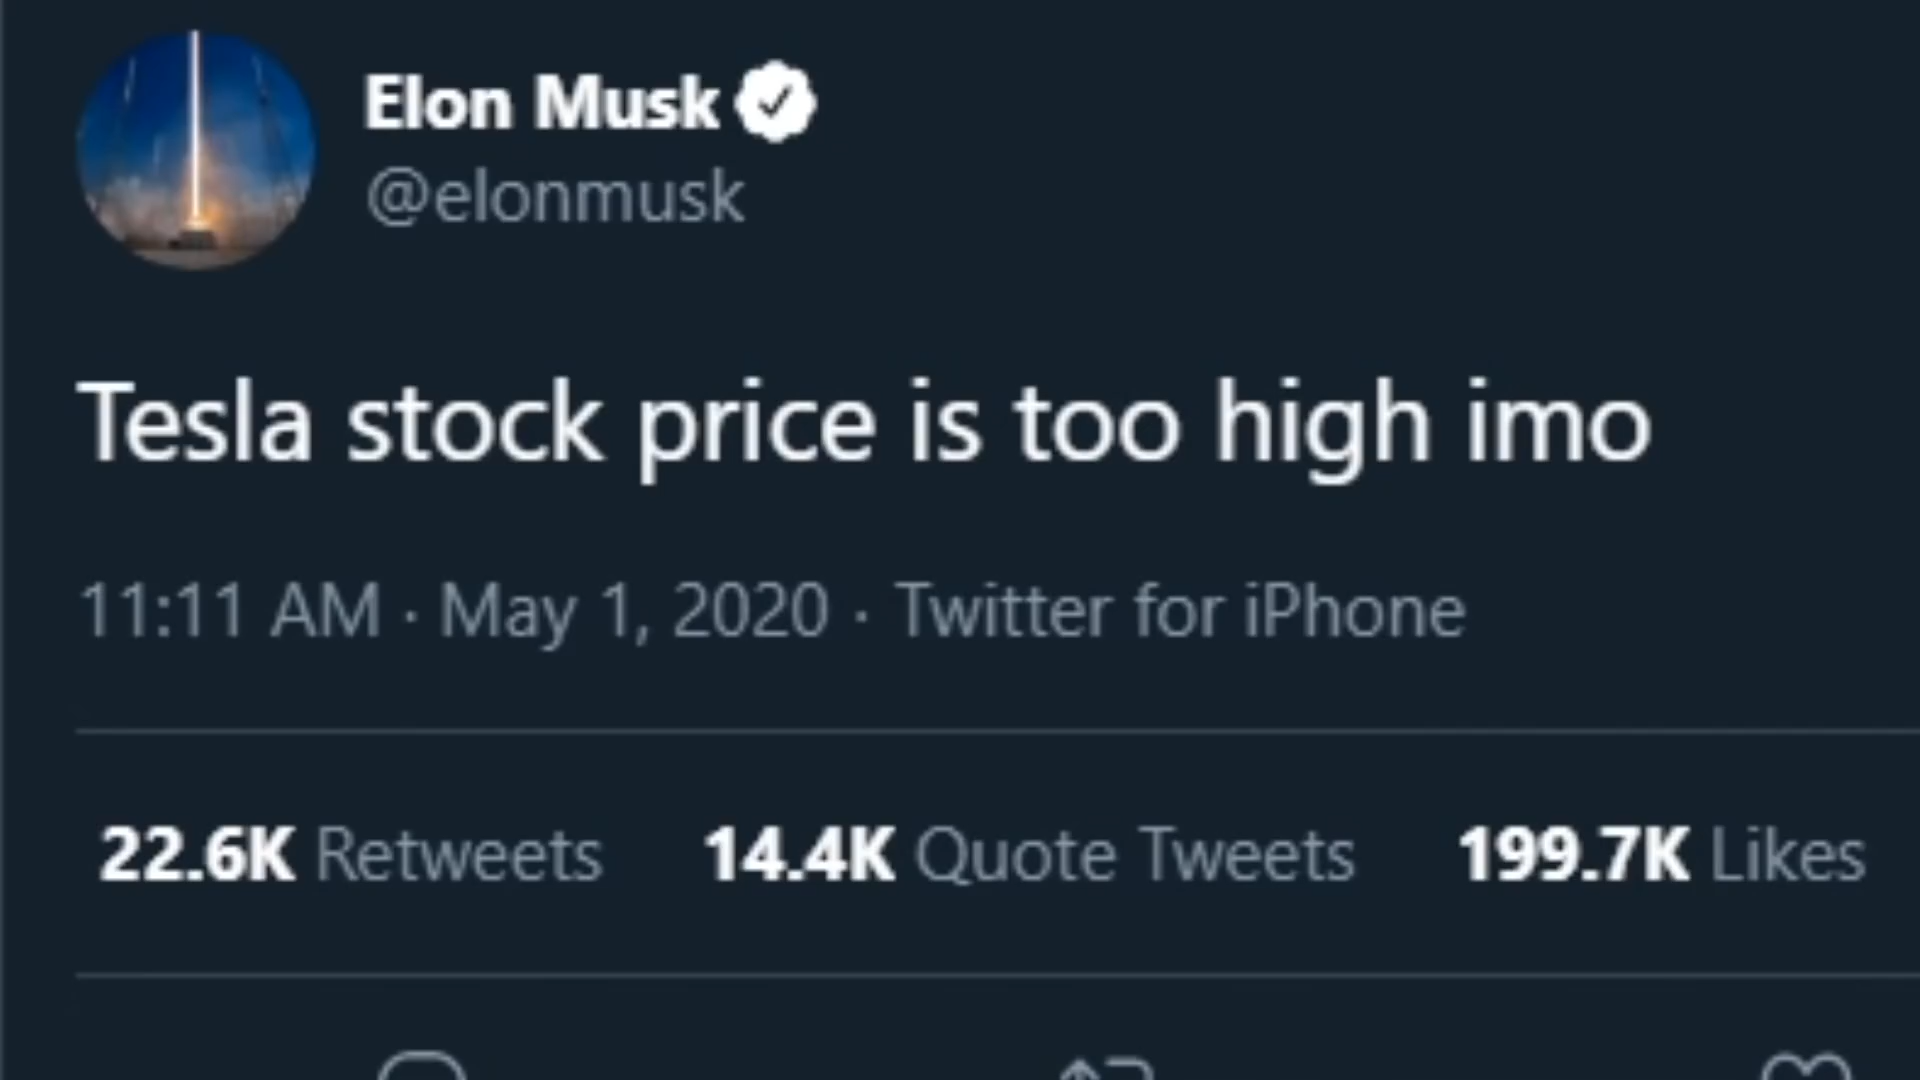 Elon Musk
@elonmusk
Tesla stock price is too high imo
11:11 AM · May 1, 2020 · Twitter for iPhone
22.6K Retweets 14.4K Quote Tweets 199.7K Likes